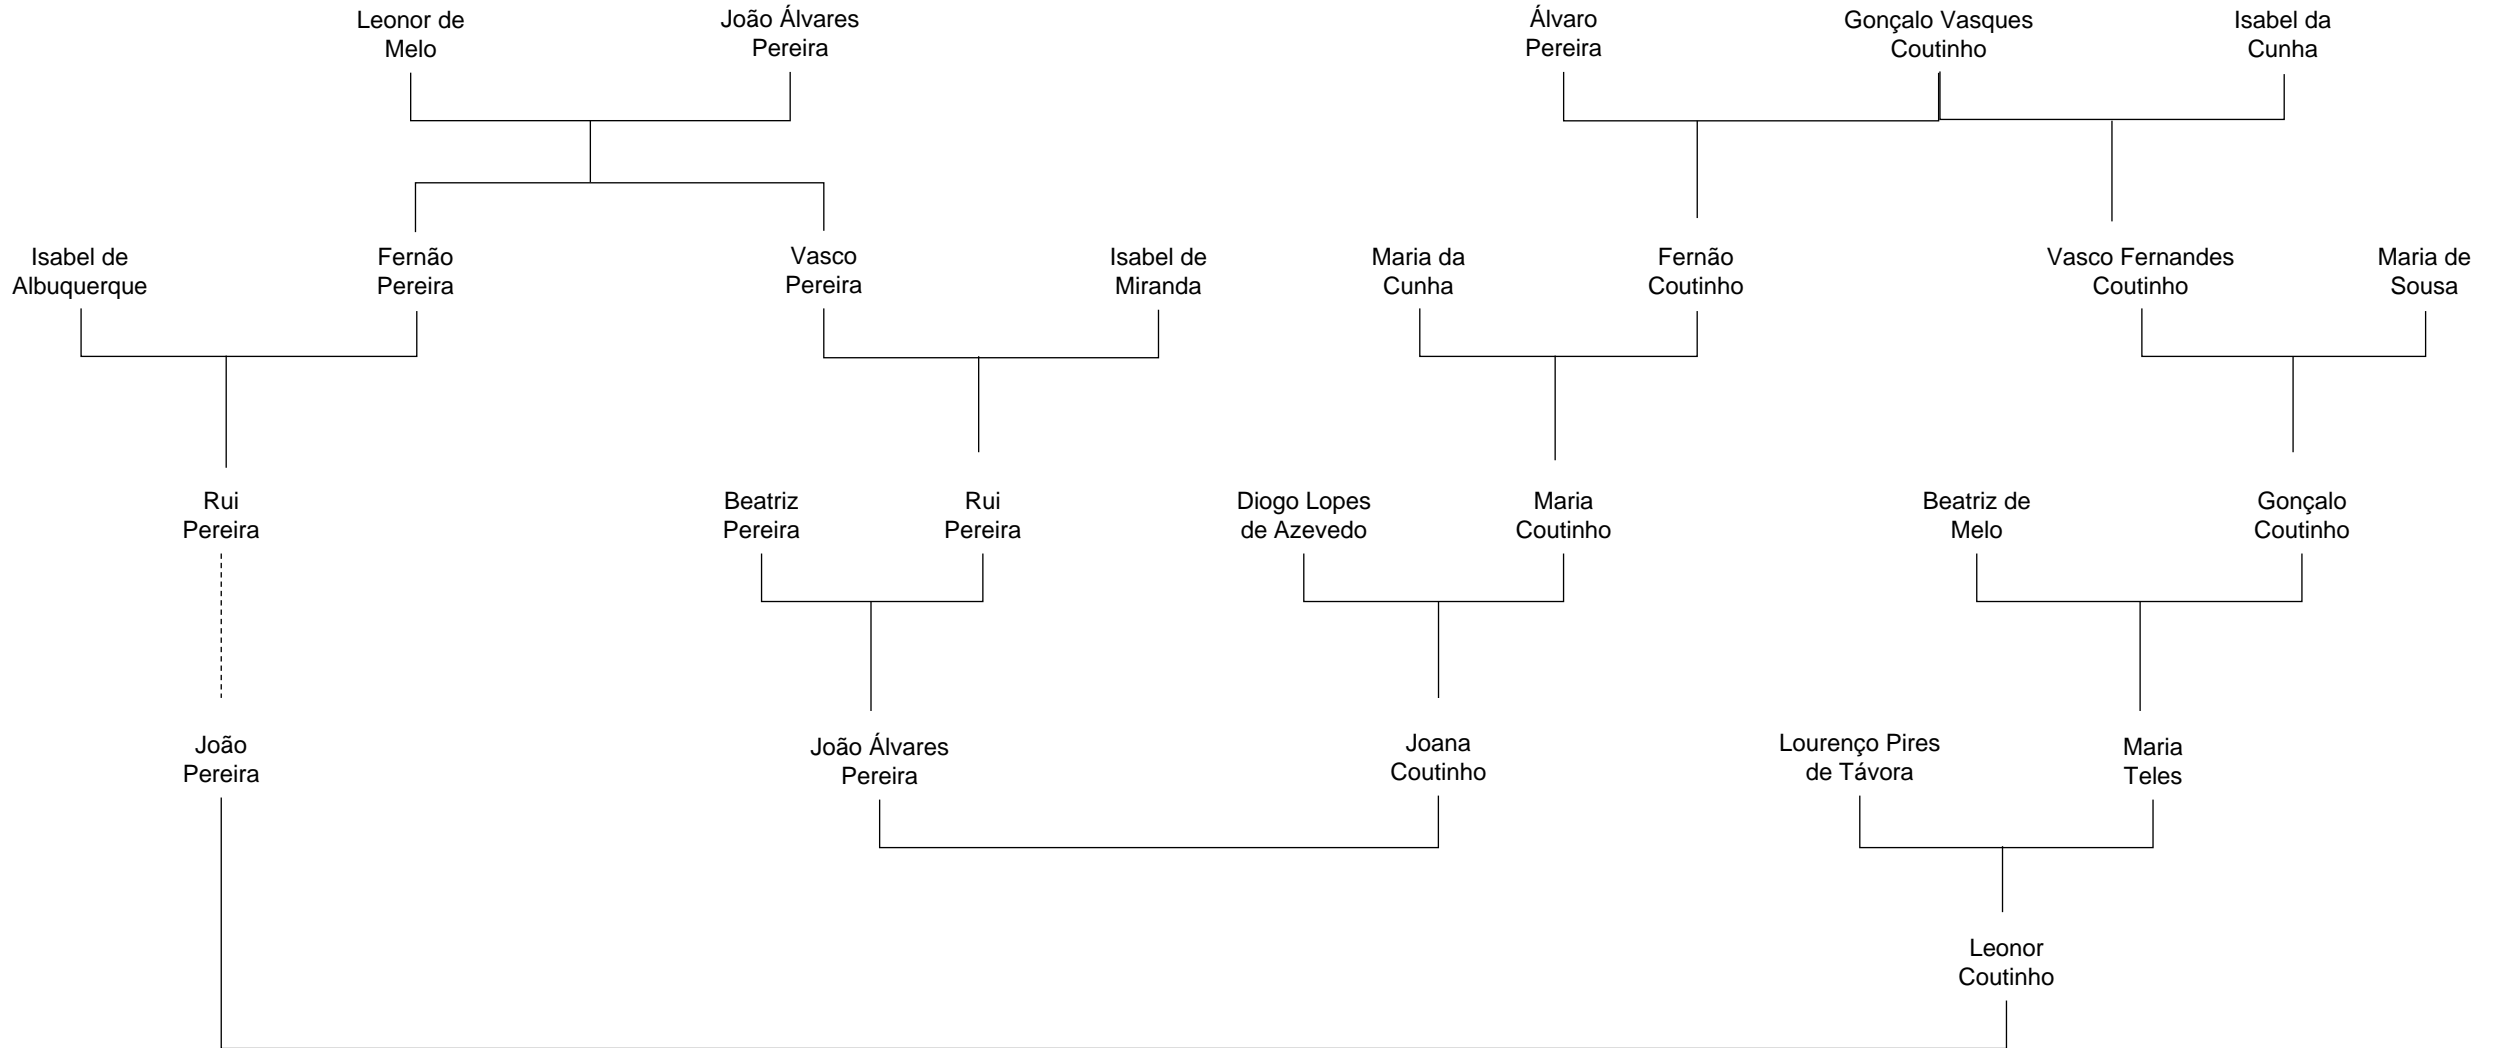 Leonor de
Melo
João Álvares
Pereira
Álvaro
Pereira
Gonçalo Vasques
Coutinho
Isabel da
Cunha
Isabel de
Albuquerque
Fernão
Pereira
Vasco
Pereira
Isabel de
Miranda
Maria da
Cunha
Fernão
Coutinho
Vasco Fernandes
Coutinho
Maria de
Sousa
Rui
Pereira
Beatriz
Pereira
Rui
Pereira
Diogo Lopes
de Azevedo
Maria
Coutinho
Beatriz de
Melo
Gonçalo
Coutinho
João
Pereira
João Álvares
Pereira
Joana
Coutinho
Lourenço Pires
de Távora
Maria
Teles
Leonor
Coutinho